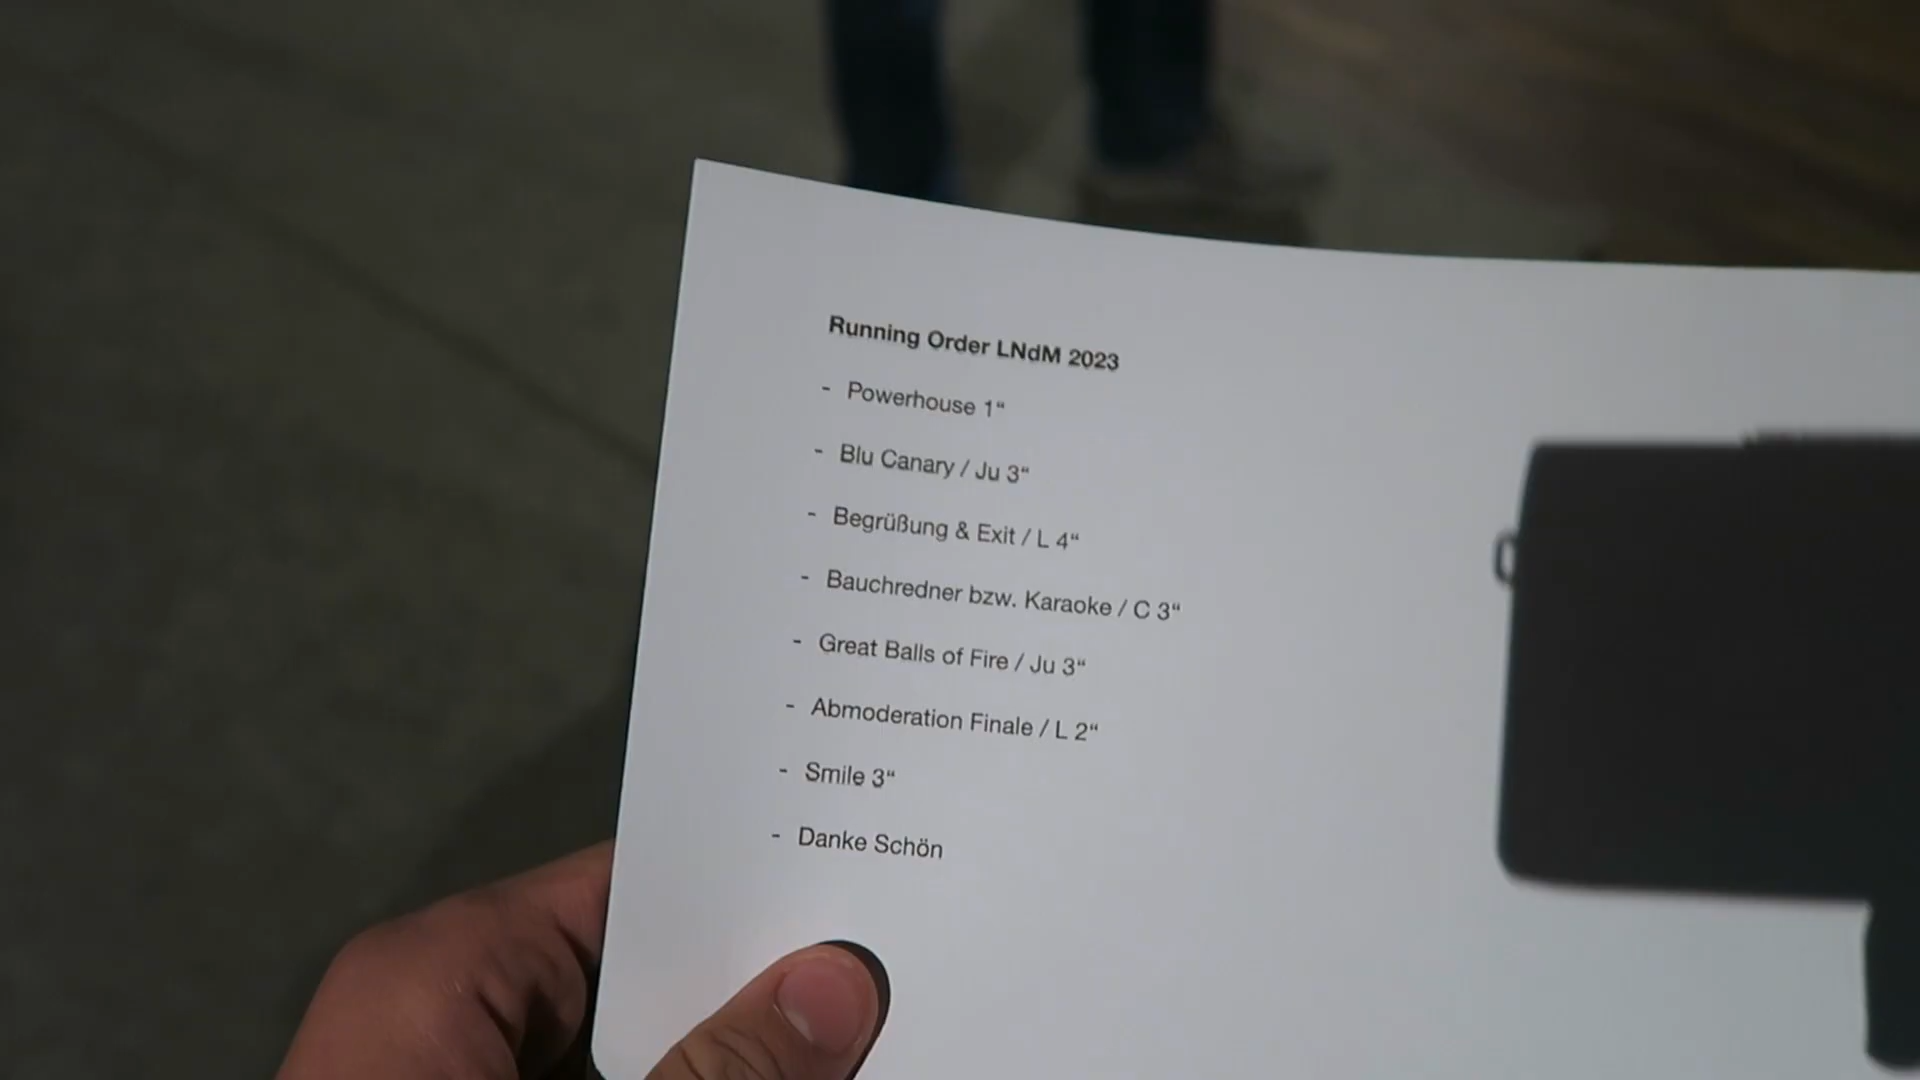 Running Order LNdM 2023
- Powerhouse 1“
- Blu Canary / Ju 3“
- Begrüßung & Exit / L 4“
- Bauchredner bzw. Karaoke / C 3“
- Great Balls of Fire / Ju 3“
- Abmoderation Finale / L 2“
- Smile 3“
- Danke Schön